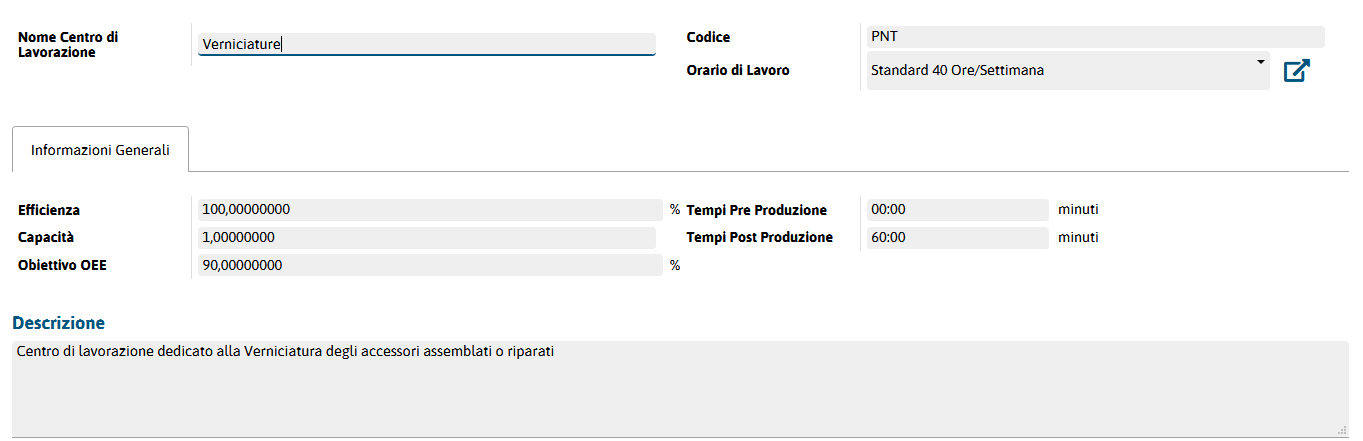 Nome Centro di
Lavorazione
Verniciature
Codice
PNT
Orario di Lavoro
Standard 40 Ore/Settimana
Informazioni Generali
Efficienza
100,00000000
%
Tempi Pre Produzione
00:00
minuti
Capacità
1,00000000
Tempi Post Produzione
60:00
minuti
Obiettivo OEE
90,00000000
%
Descrizione
Centro di lavorazione dedicato alla Verniciatura degli accessori assemblati o riparati